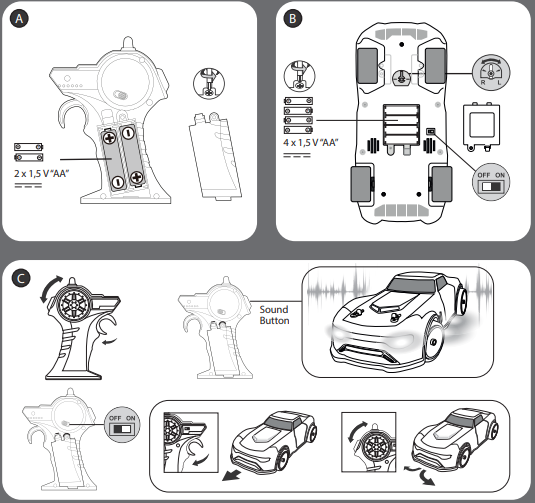 A
2 x 1,5 V “AA”
B
R L
4 x 1,5 V “AA”
OFF ON
C
Sound
Button
OFF ON